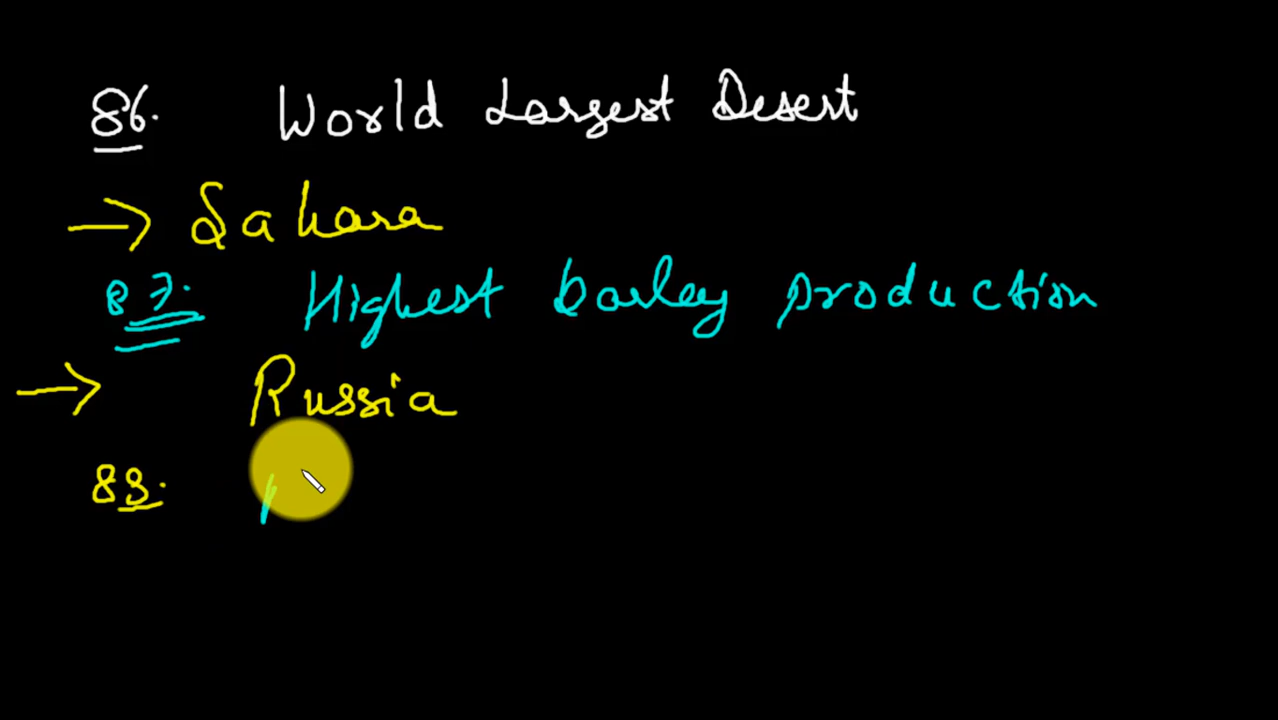 86. World Largest Desert
→ Sahara
87. Highest barley production
→ Russia
88.